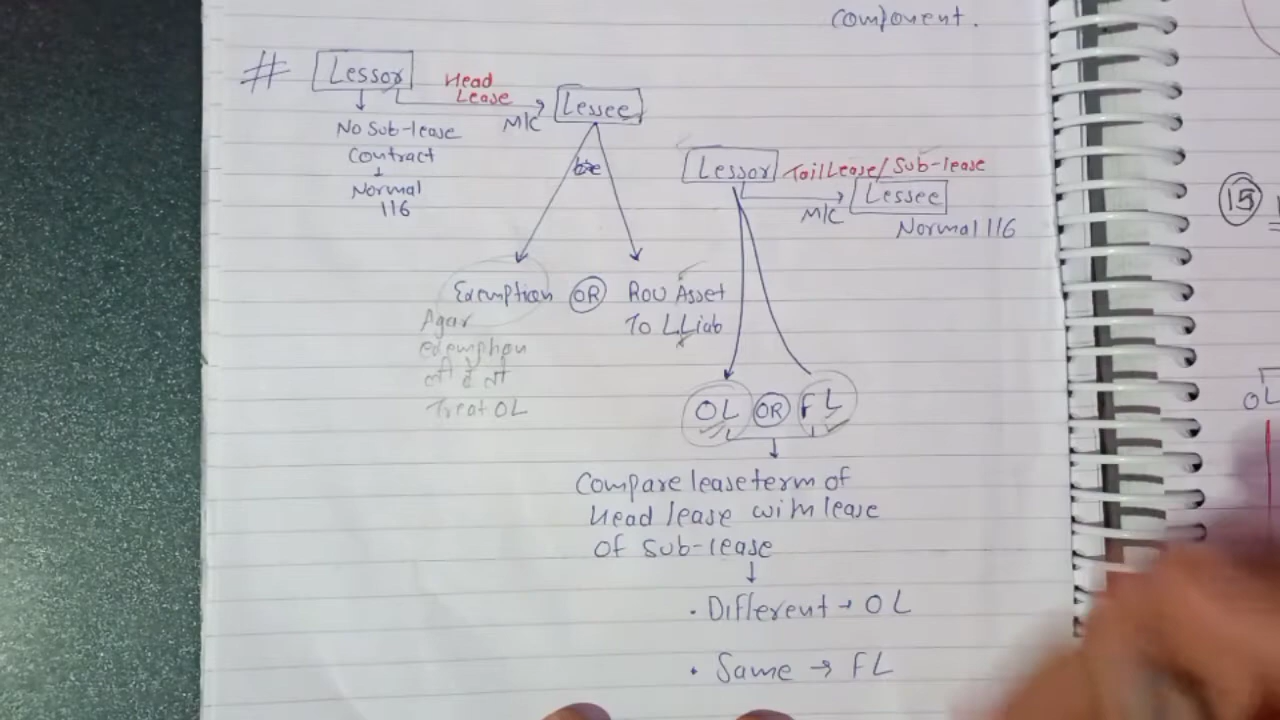 component.
# Lessor
Head
Lease
M/C
Lessee
No Sub-lease
Contract
Normal
116
Lessor
Tail Lease/Sub-lease
M/C
Lessee
Normal 116
Exemption OR ROU Asset
To LLiab
Agar
exemption
Treat OL
OL OR FL
Compare lease term of
Head lease with lease
of sub-lease
· Different → OL
· Same → FL
15
OL